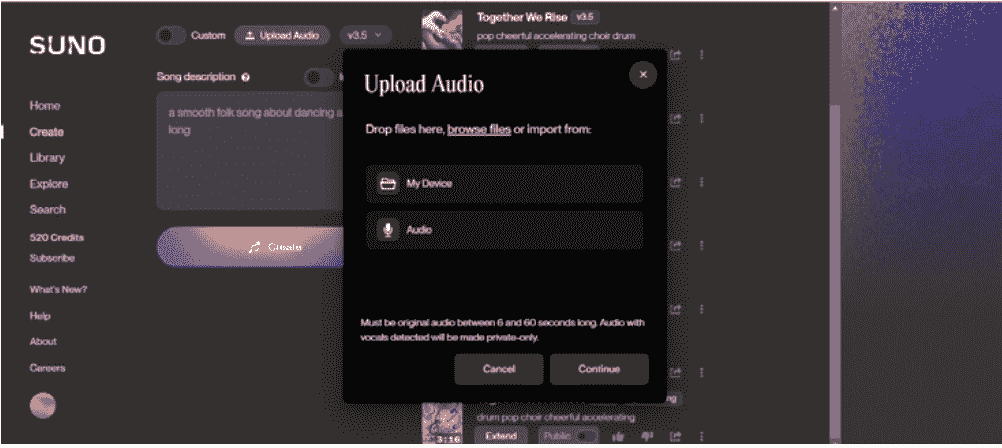 SUNO
Home
Create
Library
Explore
Search
520 Credits
Subscribe
What's New?
Help
About
Careers
Custom
Upload Audio
v3.5
Song description
a smooth folk song about dancing a
long
Create
Together We Rise v3.5
pop cheerful accelerating choir drum
Upload Audio
Drop files here, browse files or import from:
My Device
Audio
Must be original audio between 6 and 60 seconds long. Audio with
vocals detected will be made private-only.
Cancel
Continue
3:16
drum pop choir cheerful accelerating
Extend
Public